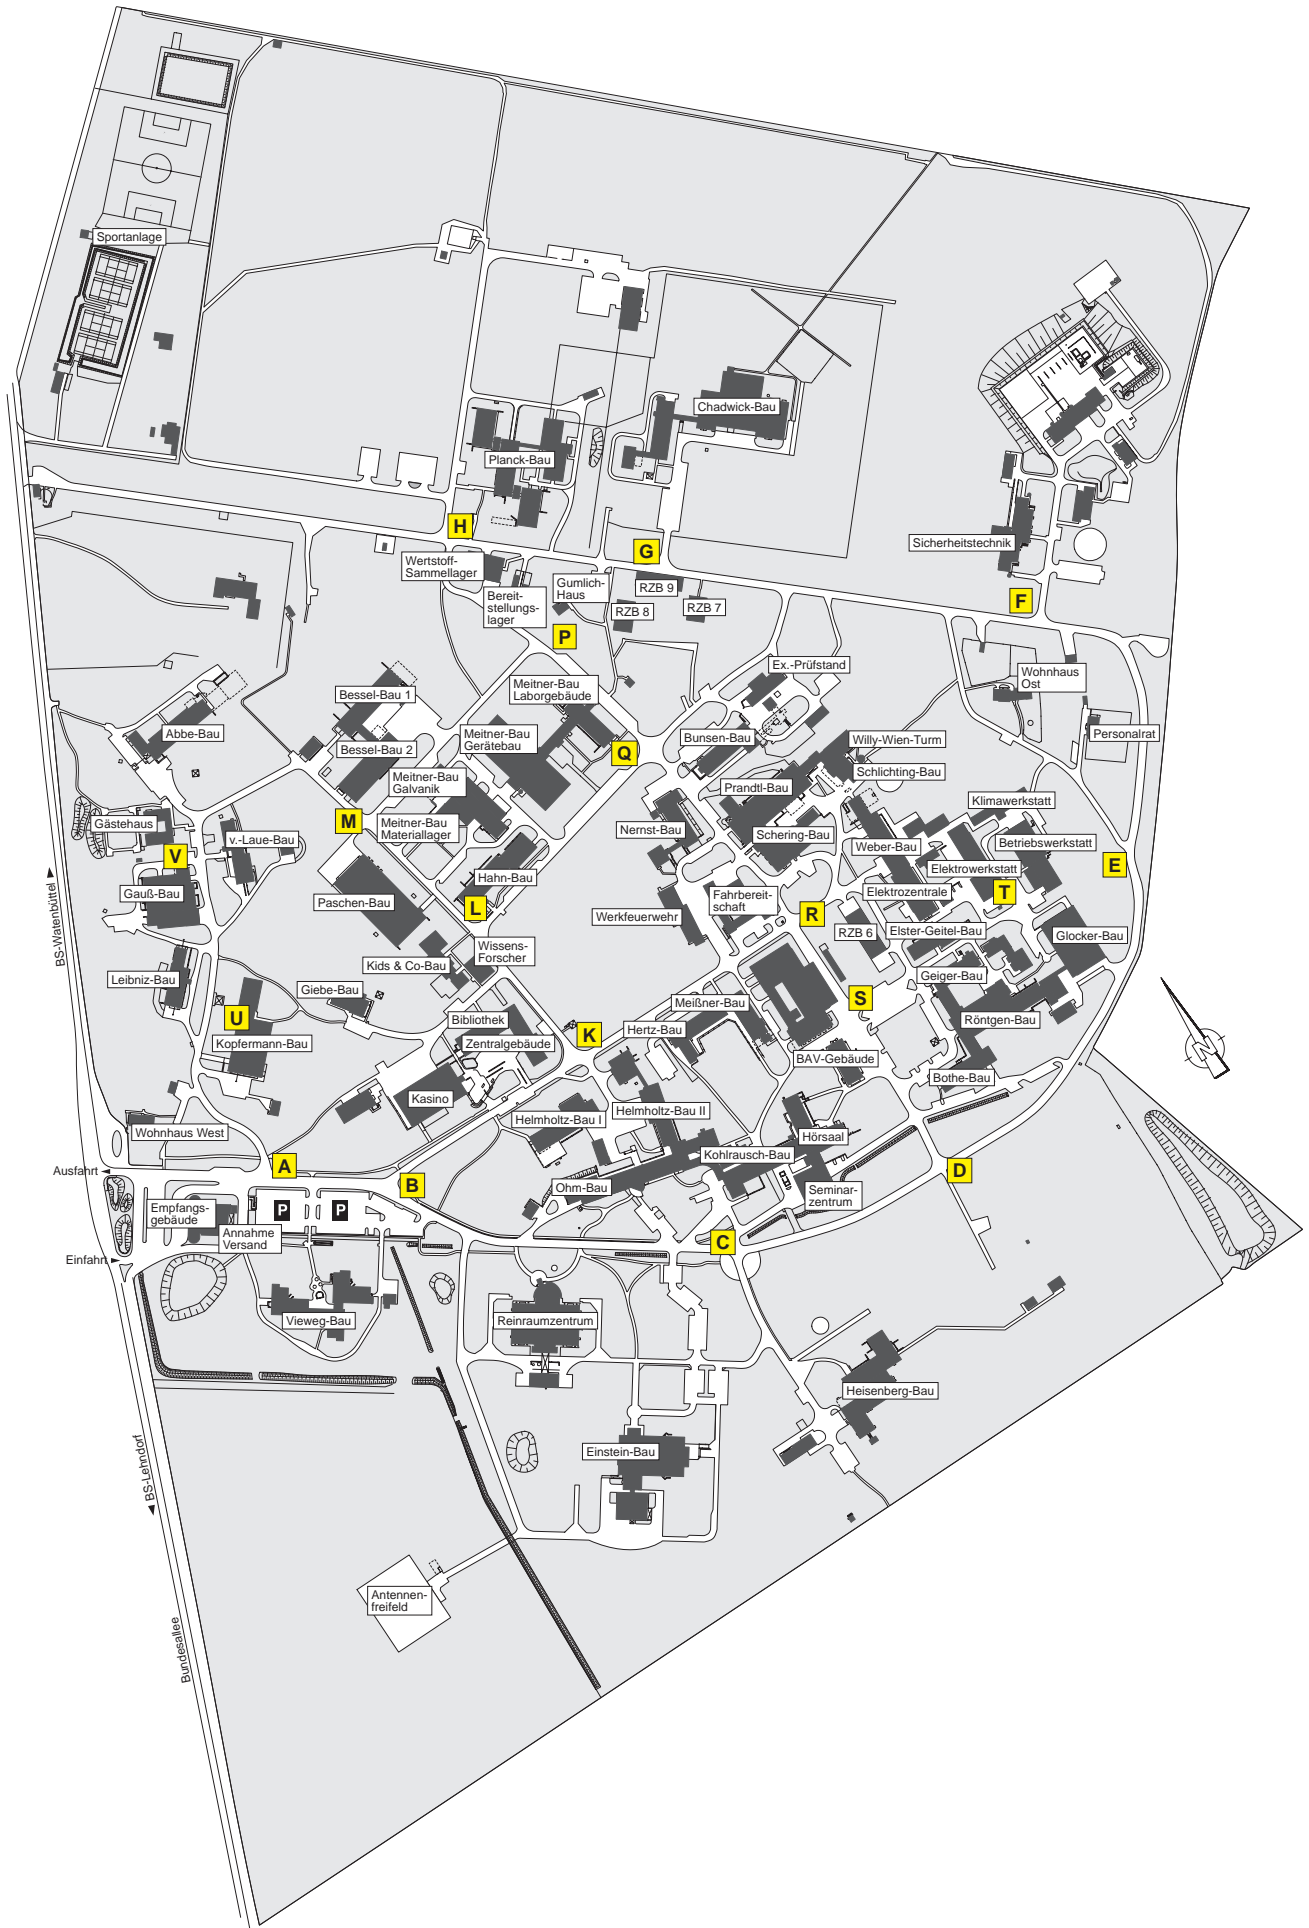 Sportanlage
Chadwick-Bau
Planck-Bau
H
G
Sicherheitstechnik
Wertstoff-
Sammellager
Bereit-
stellungs-
lager
Gumlich-
Haus
RZB 9
RZB 8
RZB 7
F
P
Ex.-Prüfstand
Wohnhaus
Ost
Bessel-Bau 1
Meitner-Bau
Laborgebäude
Abbe-Bau
Bessel-Bau 2
Meitner-Bau
Gerätebau
Q
Bunsen-Bau
Willy-Wien-Turm
Personalrat
Meitner-Bau
Galvanik
Prandtl-Bau
Schlichting-Bau
Klimawerkstatt
Gästehaus
M
Meitner-Bau
Materiallager
Nernst-Bau
Schering-Bau
Weber-Bau
Betriebswerkstatt
V
v.-Laue-Bau
Hahn-Bau
Elektrowerkstatt
E
Gauß-Bau
Paschen-Bau
L
Werkfeuerwehr
Fahrbereit-
schaft
R
Elektrozentrale
T
RZB 6
Elster-Geitel-Bau
Glocker-Bau
BS-Watenbüttel
Leibniz-Bau
Kids & Co-Bau
Wissens-
Forscher
Geiger-Bau
Giebe-Bau
U
Meißner-Bau
S
Kopfermann-Bau
Bibliothek
Zentralgebäude
K
Hertz-Bau
Röntgen-Bau
BAV-Gebäude
Bothe-Bau
N
Kasino
Helmholtz-Bau I
Helmholtz-Bau II
Wohnhaus West
Hörsaal
Kohlrausch-Bau
Ausfahrt
A
B
Ohm-Bau
Seminar-
zentrum
D
Empfangs-
gebäude
P
P
Annahme
Versand
C
Einfahrt
Vieweg-Bau
Reinraumzentrum
Heisenberg-Bau
BS-Lehndorf
Einstein-Bau
Antennen-
freifeld
Bundesallee